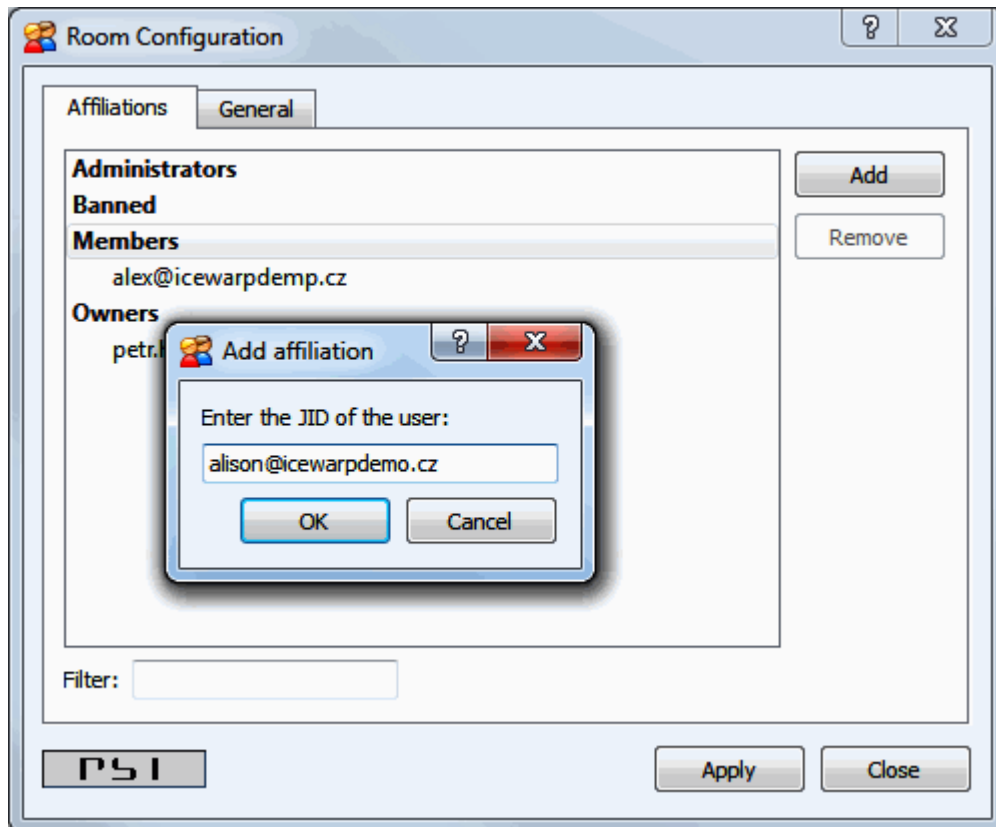 Room Configuration
Affiliations General
Administrators
Add
Banned
Members
Remove
alex@icewarpdemp.cz
Owners
Add affiliation
Enter the JID of the user:
alison@icewarpdemo.cz
OK Cancel
Filter:
PSI
Apply Close